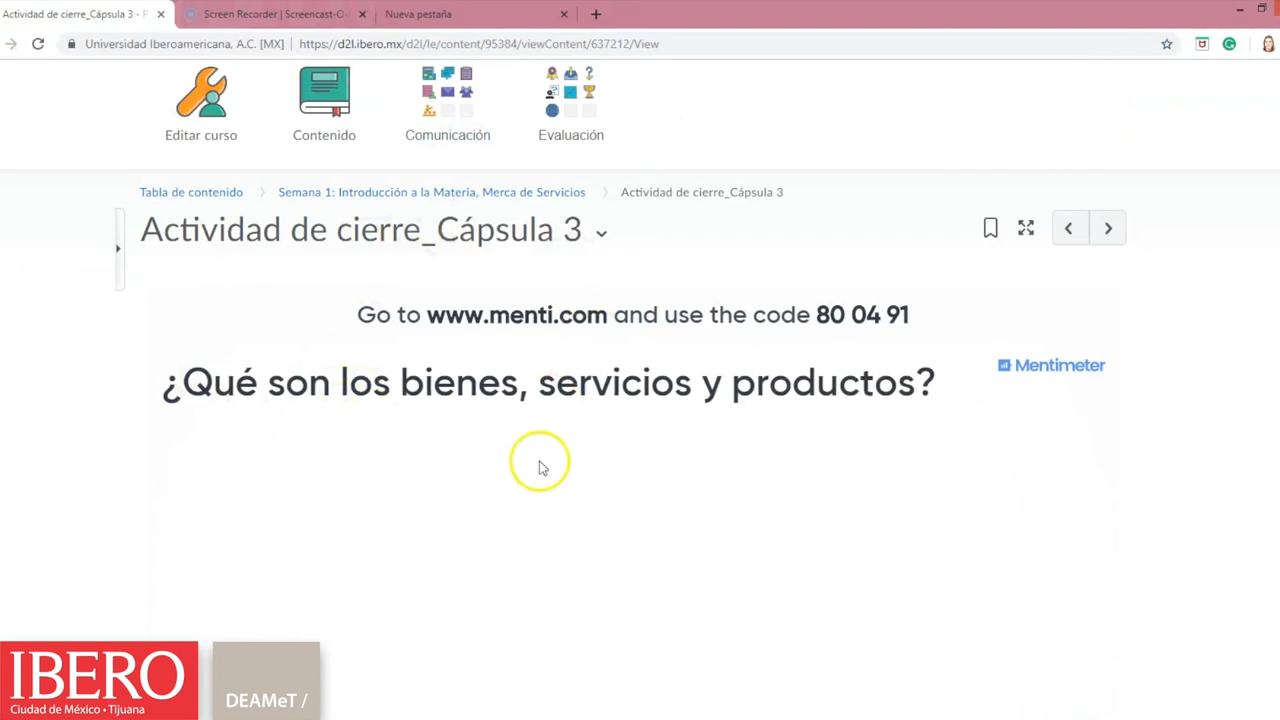 Actividad de cierre_Cápsula 3 - P
Screen Recorder | Screencast-O-
Nueva pestaña
Universidad Iberoamericana, A.C. [MX]
https://d2l.ibero.mx/d2l/le/content/95384/viewContent/637212/View
Editar curso
Contenido
Comunicación
Evaluación
Tabla de contenido
Semana 1: Introducción a la Materia, Merca de Servicios
Actividad de cierre_Cápsula 3
Actividad de cierre_Cápsula 3
Go to www.menti.com and use the code 80 04 91
¿Qué son los bienes, servicios y productos?
Mentimeter
IBERO
Ciudad de México • Tijuana
DEAMeT /